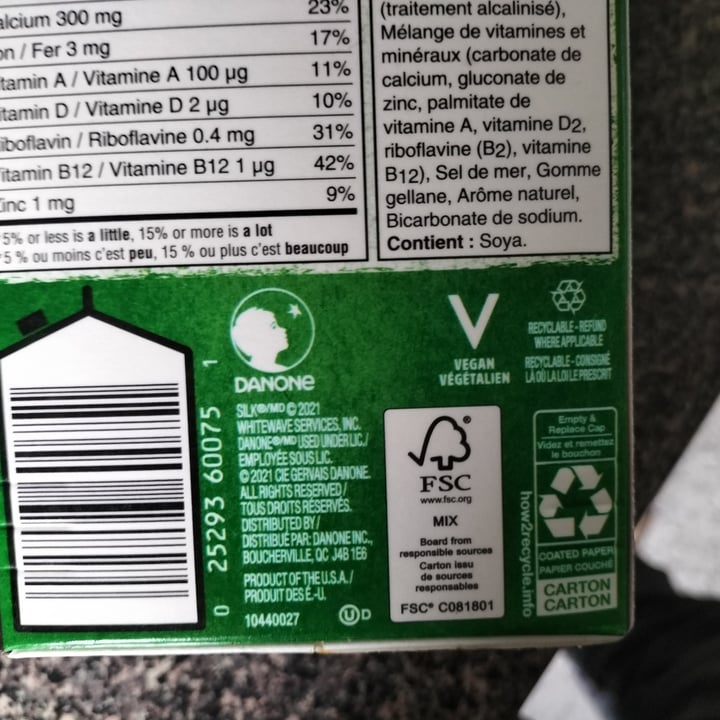 alcium 300 mg 23%
on / Fer 3 mg 17%
tamin A / Vitamine A 100 µg 11%
tamin D / Vitamine D 2 µg 10%
iboflavin / Riboflavine 0.4 mg 31%
itamin B12 / Vitamine B12 1 µg 42%
inc 1 mg 9%
5% or less is a little, 15% or more is a lot
5 % ou moins c'est peu, 15 % ou plus c'est beaucoup
(traitement alcalinisé),
Mélange de vitamines et
minéraux (carbonate de
calcium, gluconate de
zinc, palmitate de
vitamine A, vitamine D2,
riboflavine (B2), vitamine
B12), Sel de mer, Gomme
gellane, Arôme naturel,
Bicarbonate de sodium.
Contient : Soya.
0 25293 60075 1
DANONE
SILK®/MD © 2021
WHITEWAVE SERVICES, INC.
DANONE®/MD USED UNDER LIC./
EMPLOYÉE SOUS LIC.
© 2021 CIE GERVAIS DANONE.
ALL RIGHTS RESERVED /
TOUS DROITS RÉSERVÉS.
DISTRIBUTED BY /
DISTRIBUÉ PAR: DANONE INC.,
BOUCHERVILLE, QC J4B 1E6
PRODUCT OF THE U.S.A. /
PRODUIT DES É.-U.
10440027
U D
V
VEGAN
VÉGÉTALIEN
RECYCLABLE - REFUND
WHERE APPLICABLE
RECYCLABLE - CONSIGNÉ
LÀ OÙ LA LOI LE PRESCRIT
FSC
www.fsc.org
MIX
Board from
responsible sources
Carton issu
de sources
responsables
FSC® C081801
Empty &
Replace Cap
Videz et remettez
le bouchon
COATED PAPER
PAPIER COUCHÉ
CARTON
CARTON
how2recycle.info